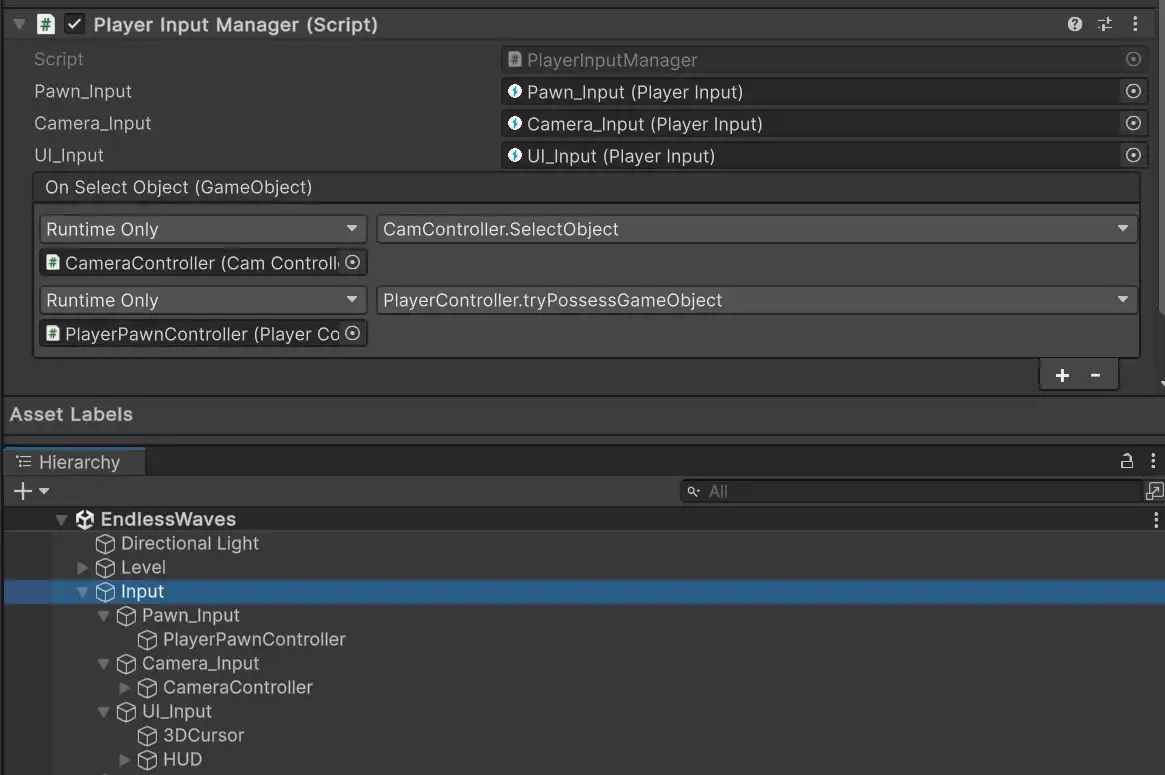 Player Input Manager (Script)
Script PlayerInputManager
Pawn_Input Pawn_Input (Player Input)
Camera_Input Camera_Input (Player Input)
UI_Input UI_Input (Player Input)
On Select Object (GameObject)
Runtime Only CamController.SelectObject
CameraController (Cam Controll
Runtime Only PlayerController.tryPossessGameObject
PlayerPawnController (Player Co
+ -
Asset Labels
Hierarchy
All
EndlessWaves
Directional Light
Level
Input
Pawn_Input
PlayerPawnController
Camera_Input
CameraController
UI_Input
3DCursor
HUD